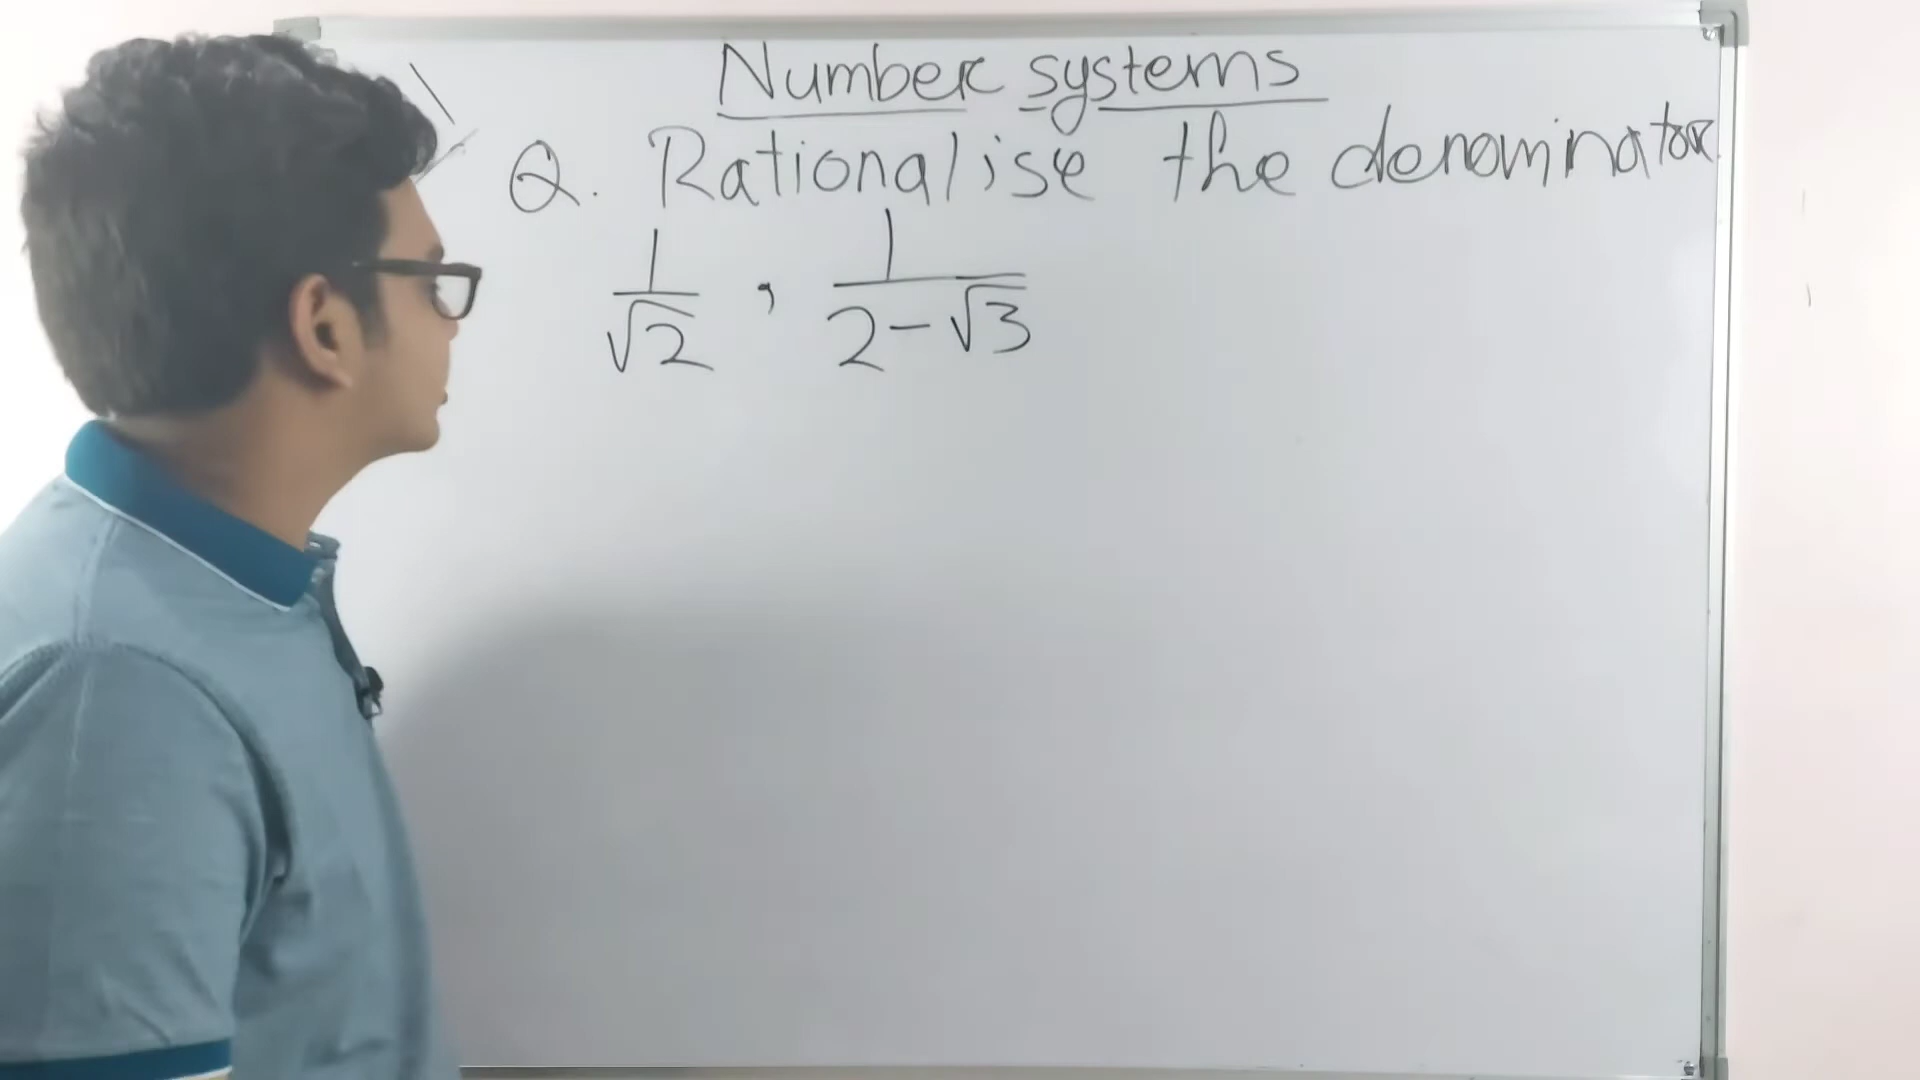 Number systems
Q. Rationalise the denominator
1/√2 , 1/(2-√3)